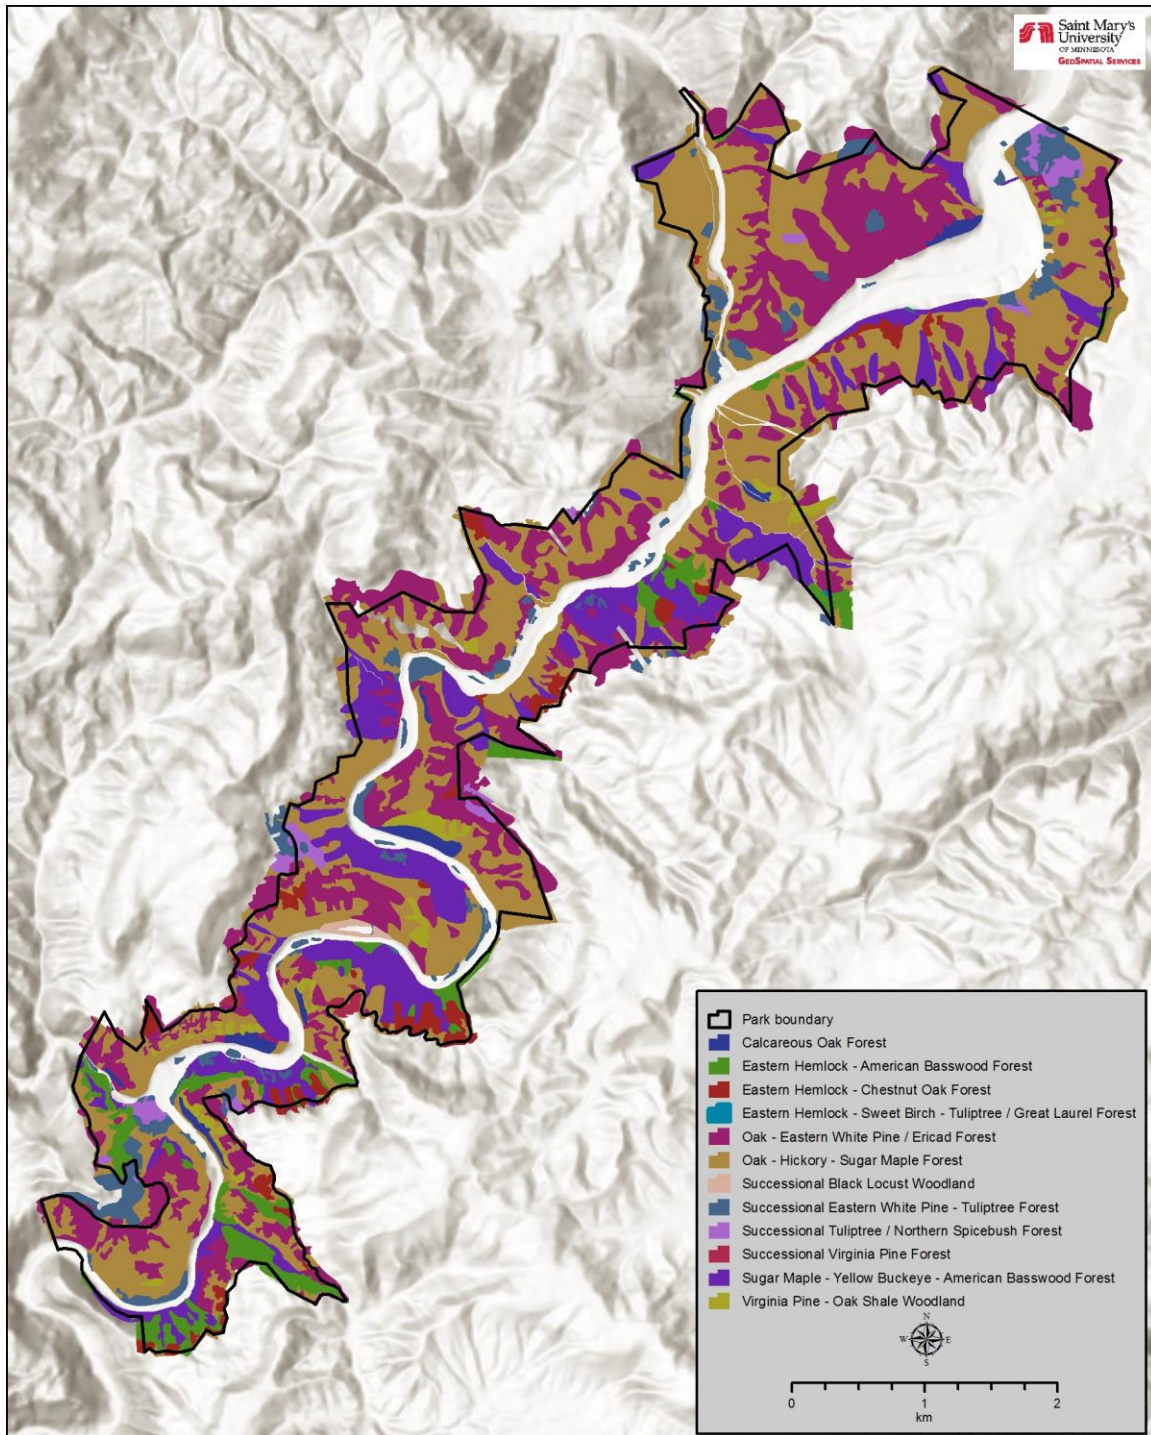 Saint Mary's
University
OF MINNESOTA
GEOSPATIAL SERVICES
Park boundary
Calcareous Oak Forest
Eastern Hemlock - American Basswood Forest
Eastern Hemlock - Chestnut Oak Forest
Eastern Hemlock - Sweet Birch - Tuliptree / Great Laurel Forest
Oak - Eastern White Pine / Ericad Forest
Oak - Hickory - Sugar Maple Forest
Successional Black Locust Woodland
Successional Eastern White Pine - Tuliptree Forest
Successional Tuliptree / Northern Spicebush Forest
Successional Virginia Pine Forest
Sugar Maple - Yellow Buckeye - American Basswood Forest
Virginia Pine - Oak Shale Woodland
N
W E
S
0 1 2
km